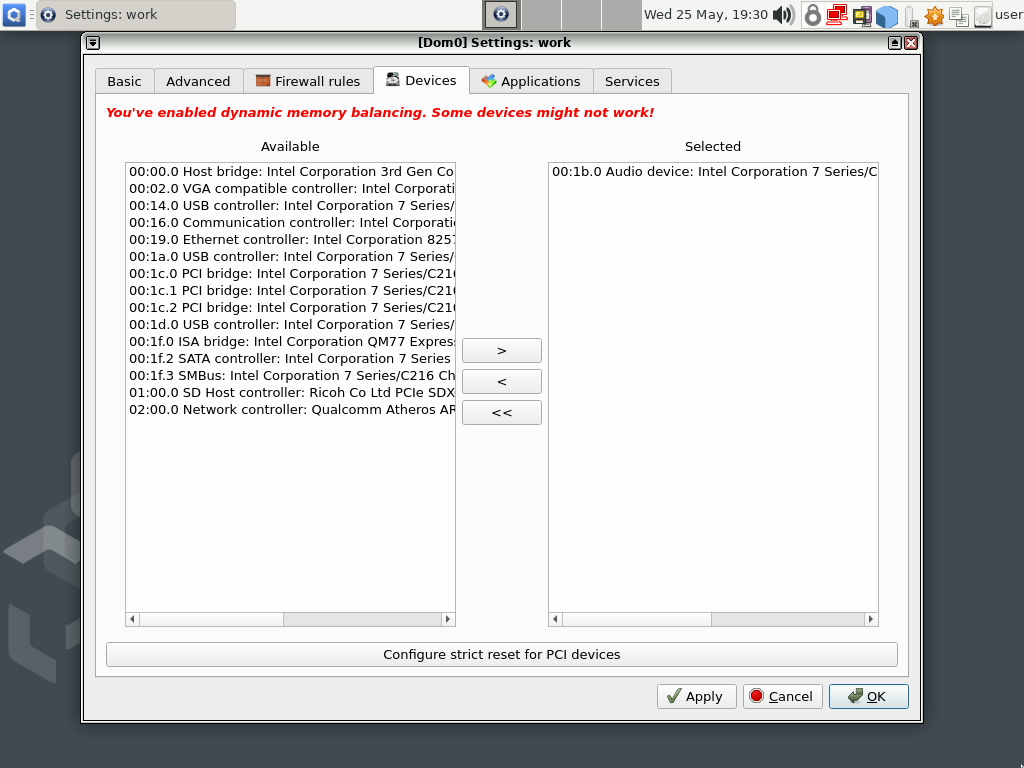 Settings: work
Wed 25 May, 19:30
user
[Dom0] Settings: work
Basic
Advanced
Firewall rules
Devices
Applications
Services
You've enabled dynamic memory balancing. Some devices might not work!
Available
00:00.0 Host bridge: Intel Corporation 3rd Gen Co
00:02.0 VGA compatible controller: Intel Corporati
00:14.0 USB controller: Intel Corporation 7 Series/
00:16.0 Communication controller: Intel Corporati
00:19.0 Ethernet controller: Intel Corporation 8257
00:1a.0 USB controller: Intel Corporation 7 Series/
00:1c.0 PCI bridge: Intel Corporation 7 Series/C216
00:1c.1 PCI bridge: Intel Corporation 7 Series/C216
00:1c.2 PCI bridge: Intel Corporation 7 Series/C216
00:1d.0 USB controller: Intel Corporation 7 Series/
00:1f.0 ISA bridge: Intel Corporation QM77 Express
00:1f.2 SATA controller: Intel Corporation 7 Series
00:1f.3 SMBus: Intel Corporation 7 Series/C216 Ch
01:00.0 SD Host controller: Ricoh Co Ltd PCIe SDX
02:00.0 Network controller: Qualcomm Atheros AR
>
<
<<
Selected
00:1b.0 Audio device: Intel Corporation 7 Series/C
Configure strict reset for PCI devices
Apply
Cancel
OK